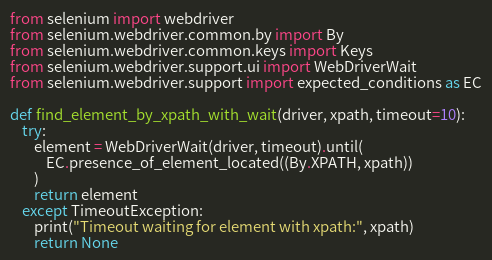 from selenium import webdriver
from selenium.webdriver.common.by import By
from selenium.webdriver.common.keys import Keys
from selenium.webdriver.support.ui import WebDriverWait
from selenium.webdriver.support import expected_conditions as EC

def find_element_by_xpath_with_wait(driver, xpath, timeout=10):
    try:
        element = WebDriverWait(driver, timeout).until(
            EC.presence_of_element_located((By.XPATH, xpath))
        )
        return element
    except TimeoutException:
        print("Timeout waiting for element with xpath:", xpath)
        return None